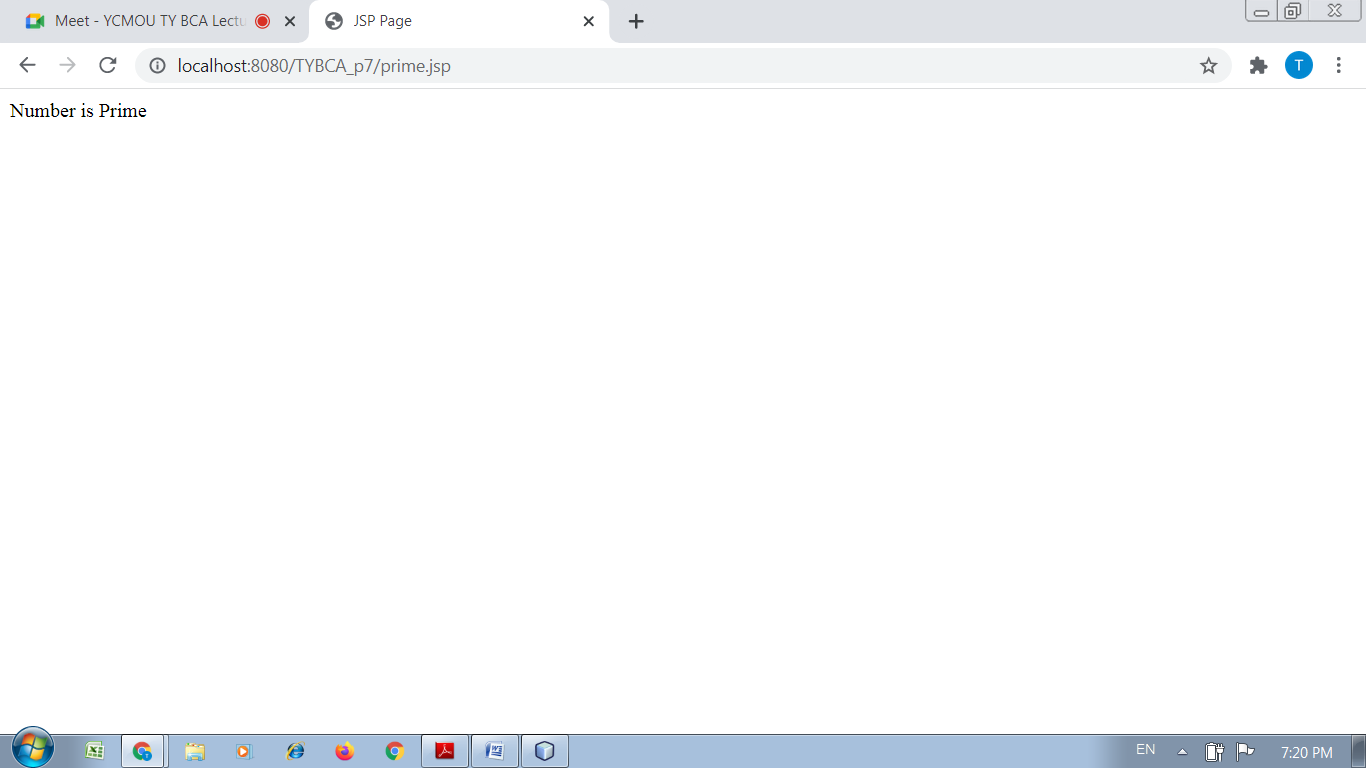 Meet - YCMOU TY BCA Lectu
JSP Page
localhost:8080/TYBCA_p7/prime.jsp
T
Number is Prime
EN
7:20 PM